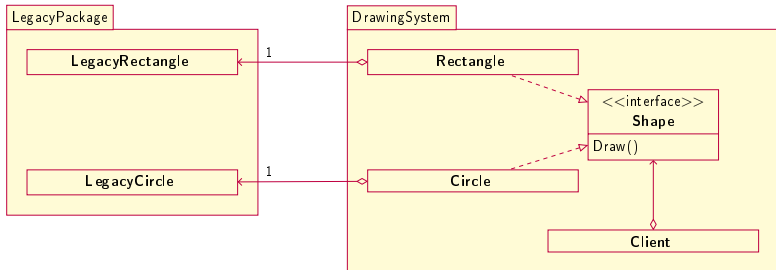 LegacyPackage
DrawingSystem
LegacyRectangle
1
Rectangle
<<interface>>
Shape
Draw()
LegacyCircle
1
Circle
Client